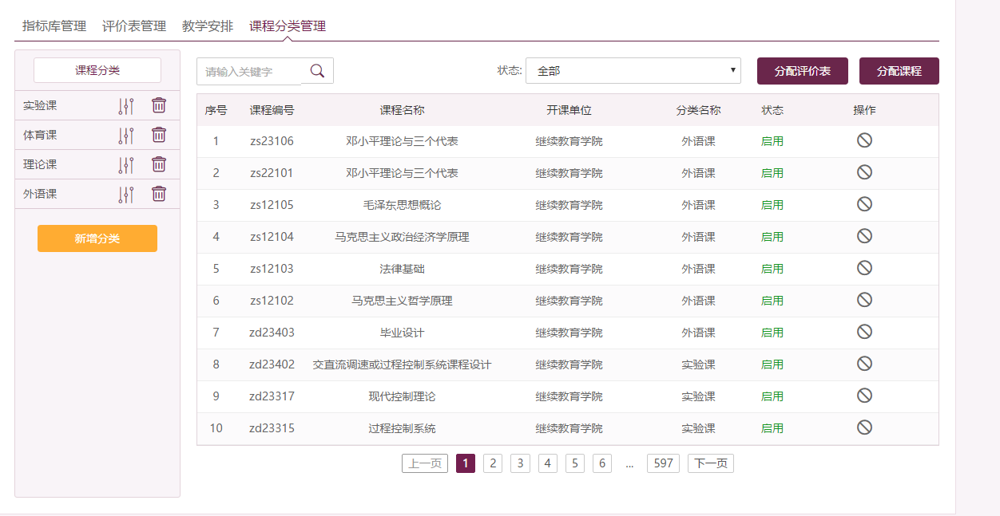 指标库管理 评价表管理 教学安排 课程分类管理
课程分类
实验课
体育课
理论课
外语课
新增分类
请输入关键字 状态: 全部 分配评价表 分配课程
序号 课程编号 课程名称 开课单位 分类名称 状态 操作
1 zs23106 邓小平理论与三个代表 继续教育学院 外语课 启用
2 zs22101 邓小平理论与三个代表 继续教育学院 外语课 启用
3 zs12105 毛泽东思想概论 继续教育学院 外语课 启用
4 zs12104 马克思主义政治经济学原理 继续教育学院 外语课 启用
5 zs12103 法律基础 继续教育学院 外语课 启用
6 zs12102 马克思主义哲学原理 继续教育学院 外语课 启用
7 zd23403 毕业设计 继续教育学院 外语课 启用
8 zd23402 交直流调速或过程控制系统课程设计 继续教育学院 实验课 启用
9 zd23317 现代控制理论 继续教育学院 实验课 启用
10 zd23315 过程控制系统 继续教育学院 实验课 启用
上一页 1 2 3 4 5 6 ... 597 下一页